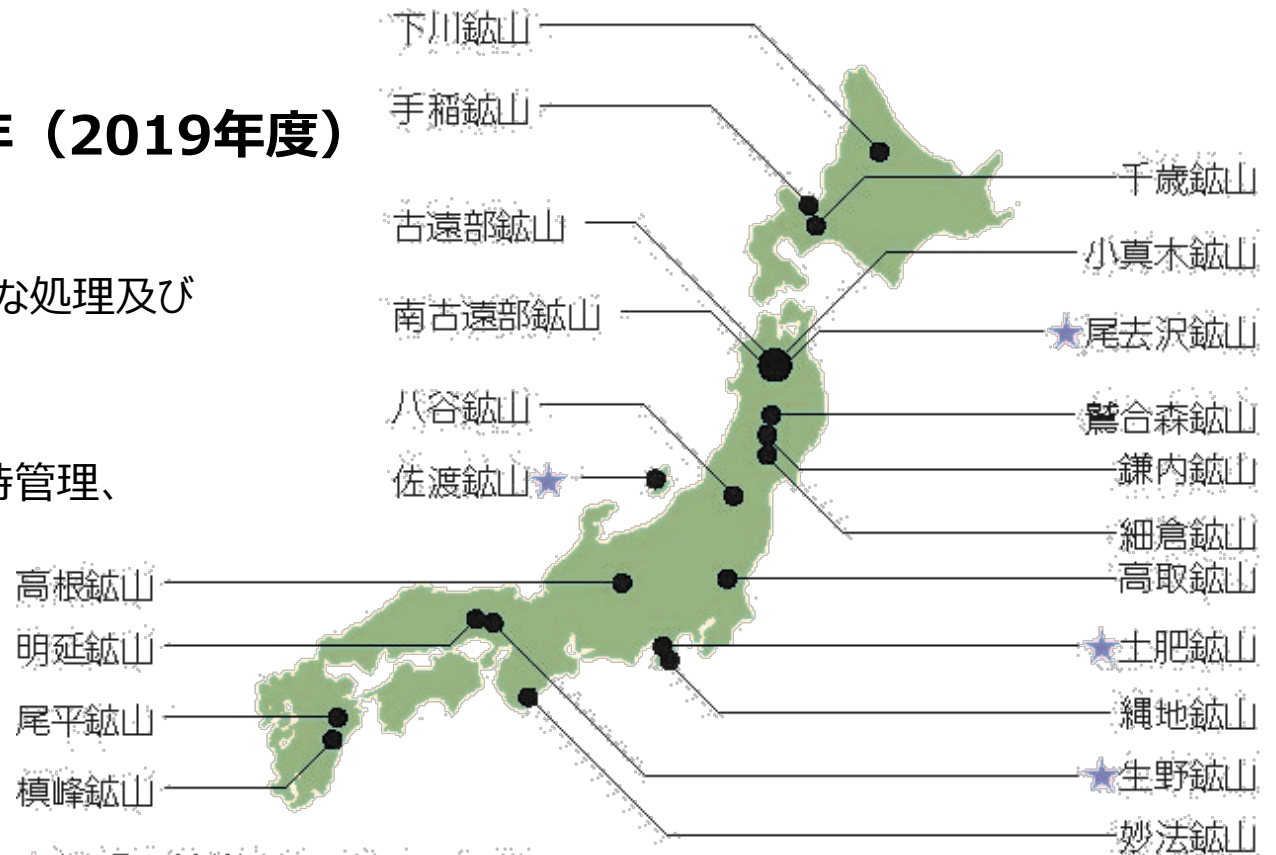 下川鉱山
手稲鉱山
年（2019年度）
千歳鉱山
古遠部鉱山
小真木鉱山
な処理及び
南古遠部鉱山
★尾去沢鉱山
八谷鉱山
鷲合森鉱山
鎌内鉱山
佐渡鉱山★
持管理、
細倉鉱山
高根鉱山
高取鉱山
明延鉱山
★土肥鉱山
尾平鉱山
縄地鉱山
槙峰鉱山
★生野鉱山
妙法鉱山